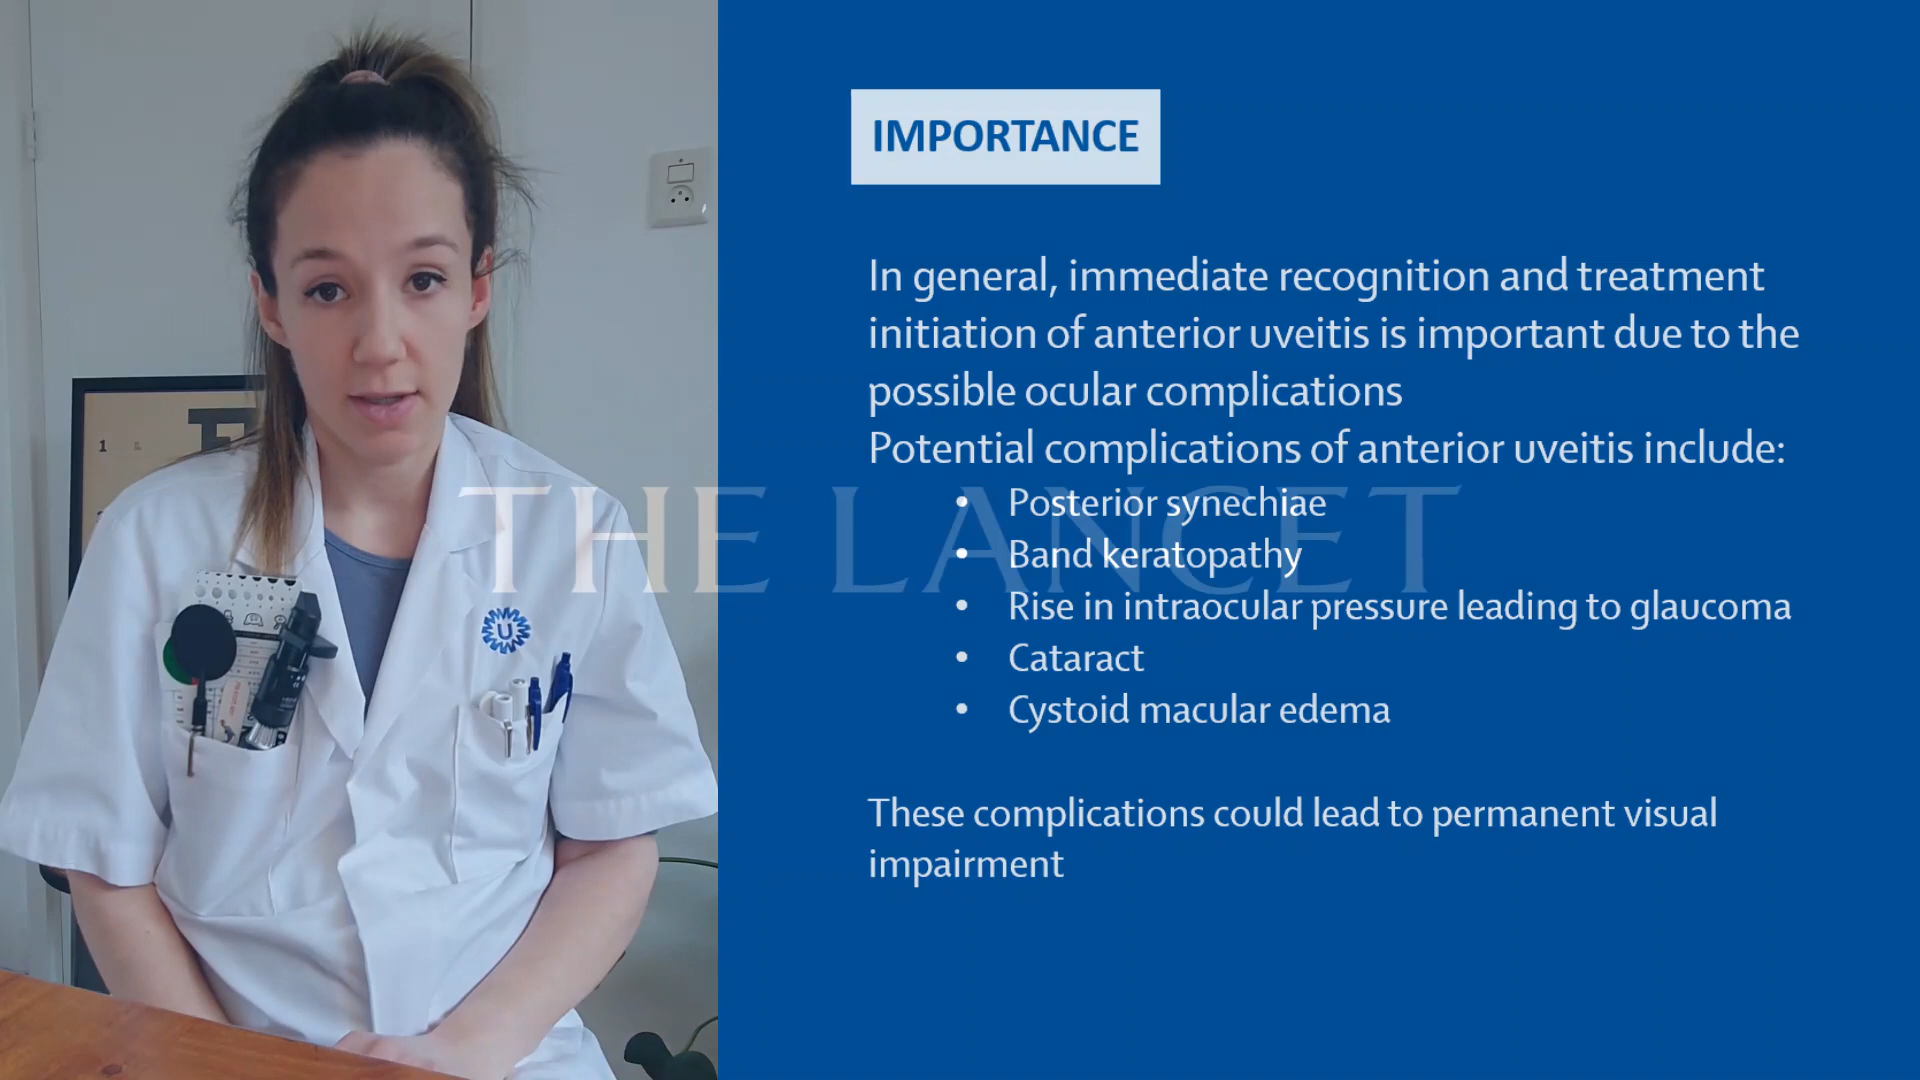 IMPORTANCE
In general, immediate recognition and treatment
initiation of anterior uveitis is important due to the
possible ocular complications
Potential complications of anterior uveitis include:
• Posterior synechiae
• Band keratopathy
• Rise in intraocular pressure leading to glaucoma
• Cataract
• Cystoid macular edema
These complications could lead to permanent visual
impairment
THE LANCET
1
E
U